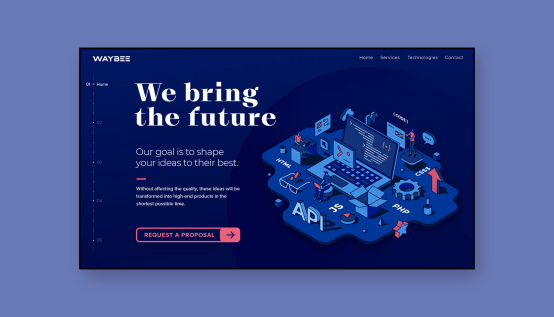 WAYBEE
Home Services Technologies Contact
01 Home
We bring
the future
02
03
04
05
Our goal is to shape
your ideas to their best.
Without effecting the quality, these ideas will be
transformed into high-end products in the
shortest possible time.
REQUEST A PROPOSAL
HTML
CSS3
API
JS
PHP